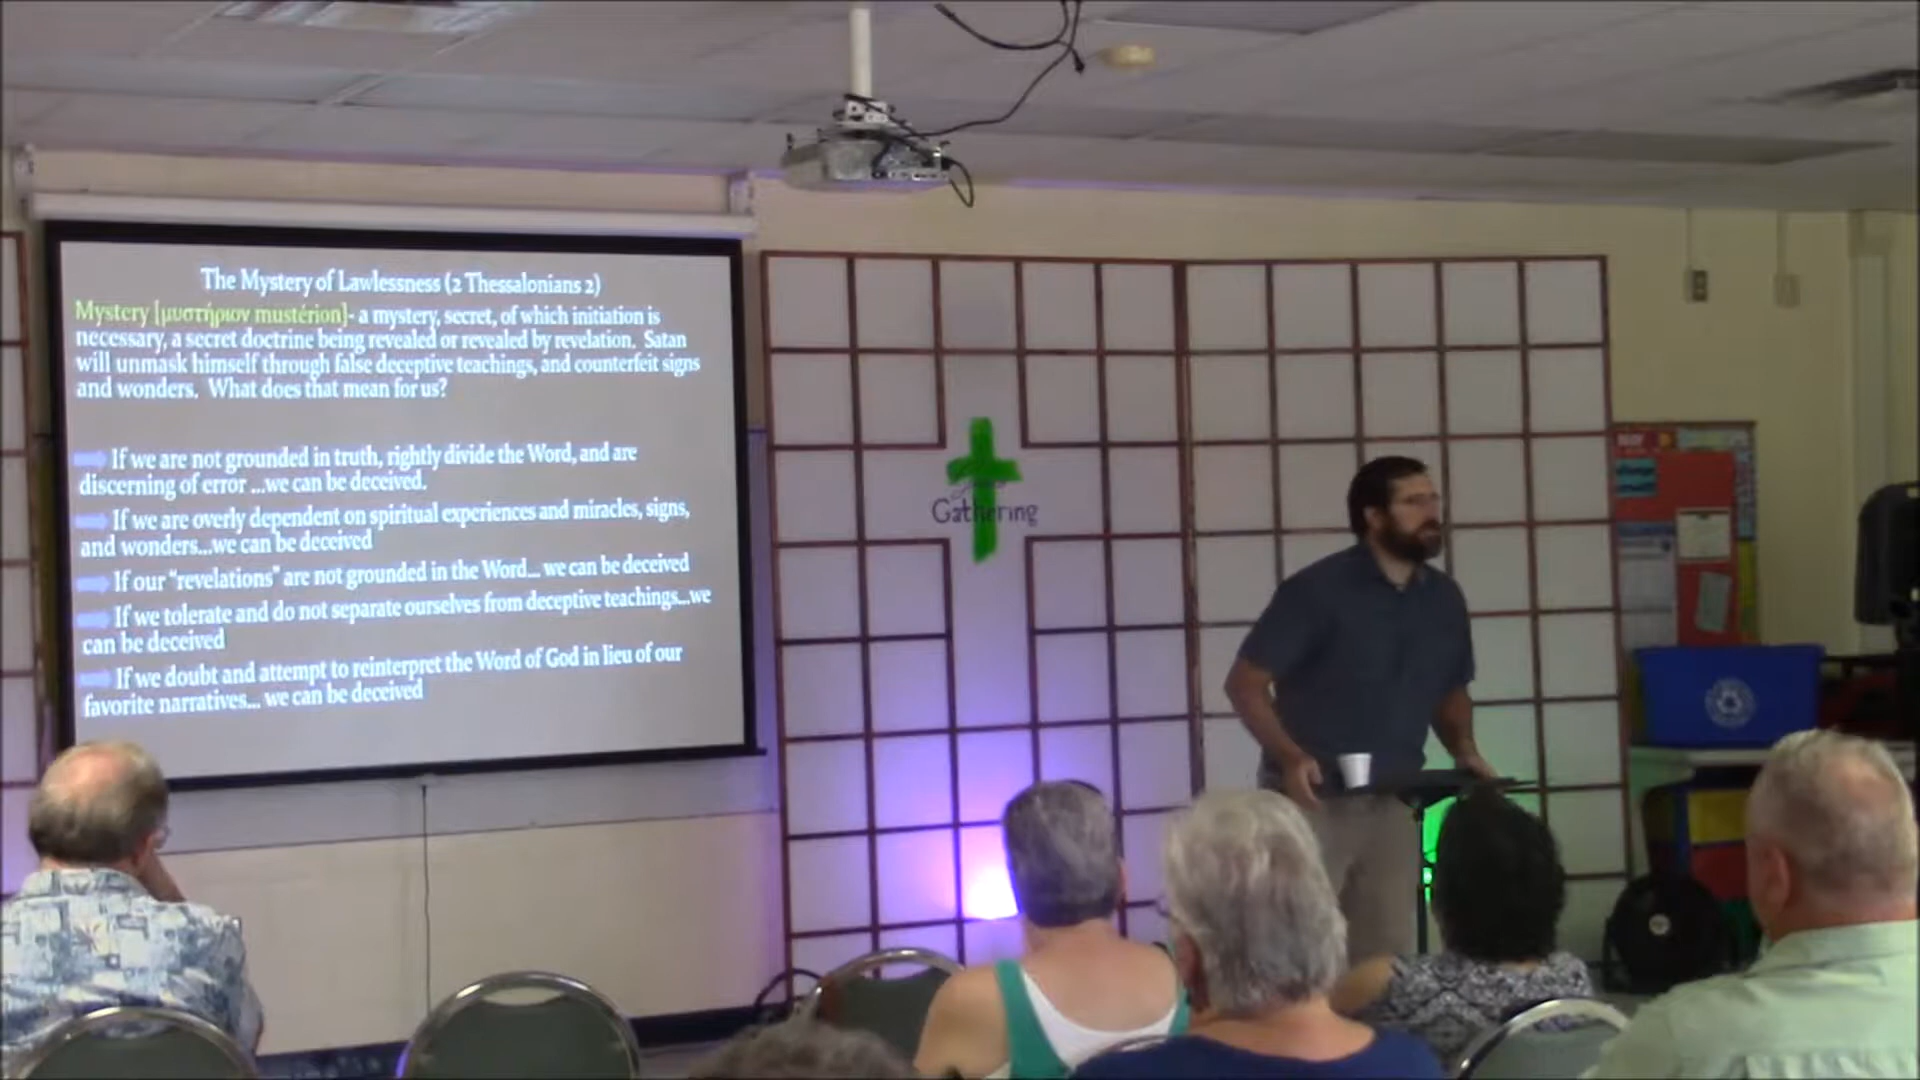 The Mystery of Lawlessness (2 Thessalonians 2)
Mystery [μυστήριον mustérion]- a mystery, secret, of which initiation is
necessary, a secret doctrine being revealed or revealed by revelation. Satan
will unmask himself through false deceptive teachings, and counterfeit signs
and wonders. What does that mean for us?
If we are not grounded in truth, rightly divide the Word, and are
discerning of error ...we can be deceived.
If we are overly dependent on spiritual experiences and miracles, signs,
and wonders...we can be deceived
If our “revelations” are not grounded in the Word... we can be deceived
If we tolerate and do not separate ourselves from deceptive teachings...we
can be deceived
If we doubt and attempt to reinterpret the Word of God in lieu of our
favorite narratives... we can be deceived
Gathering